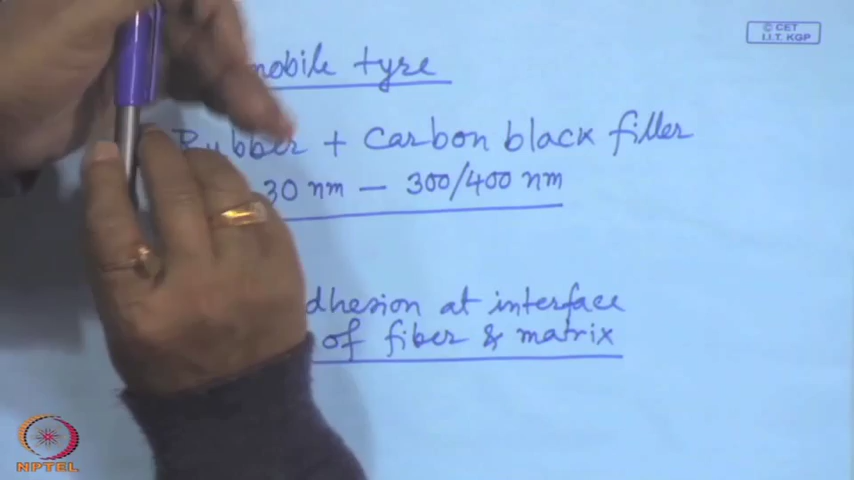 © CET
I.I.T. KGP
mobile tyre
Rubber + Carbon black filler
30 nm – 300/400 nm
dhesion at interface
of fiber & matrix
NPTEL